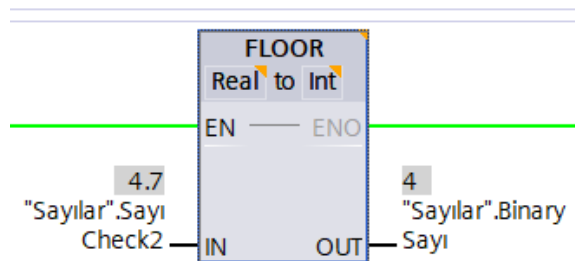 FLOOR
Real to Int
EN ENO
4.7
"Sayılar".Sayı
Check2
IN
OUT
4
"Sayılar".Binary
Sayı